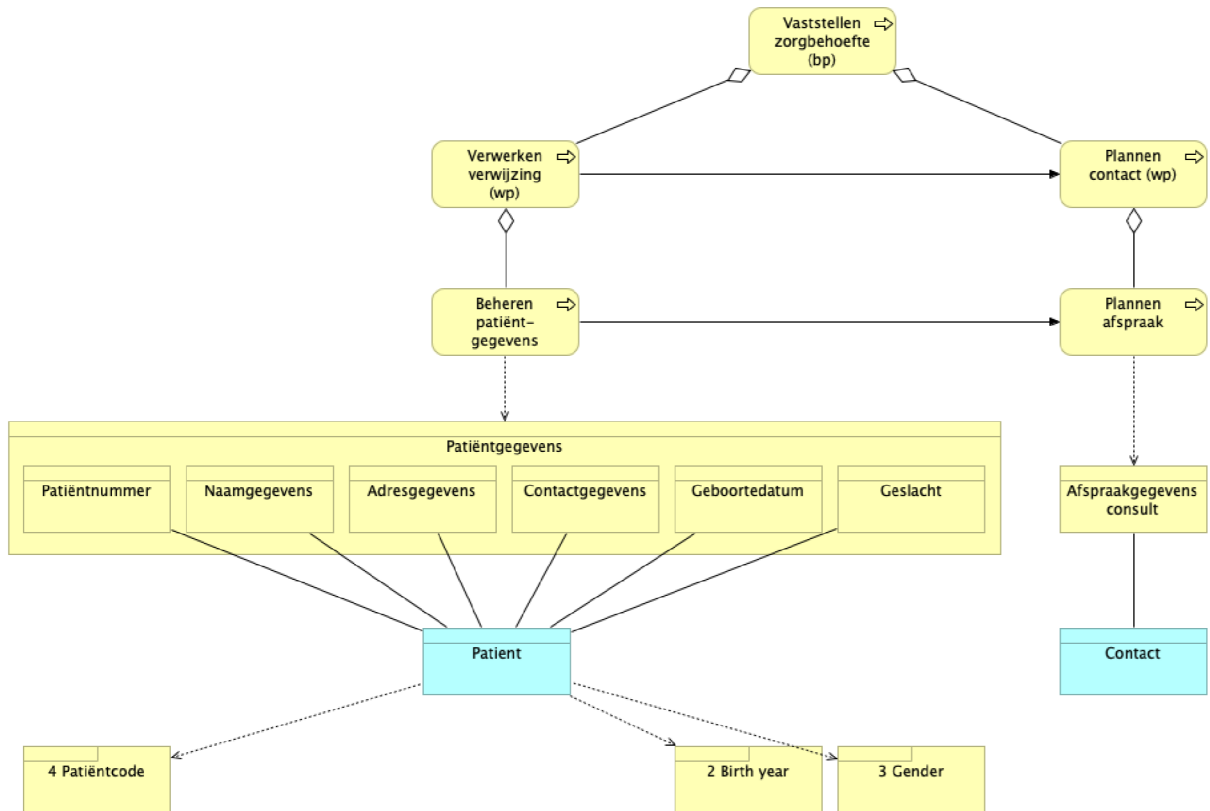 Vaststellen
zorgbehoefte
(bp)
Verwerken
verwijzing
(wp)
Plannen
contact (wp)
Beheren
patiënt-
gegevens
Plannen
afspraak
Patiëntgegevens
Patiëntnummer
Naamgegevens
Adresgegevens
Contactgegevens
Geboortedatum
Geslacht
Afspraakgegevens
consult
Patient
Contact
4 Patiëntcode
2 Birth year
3 Gender